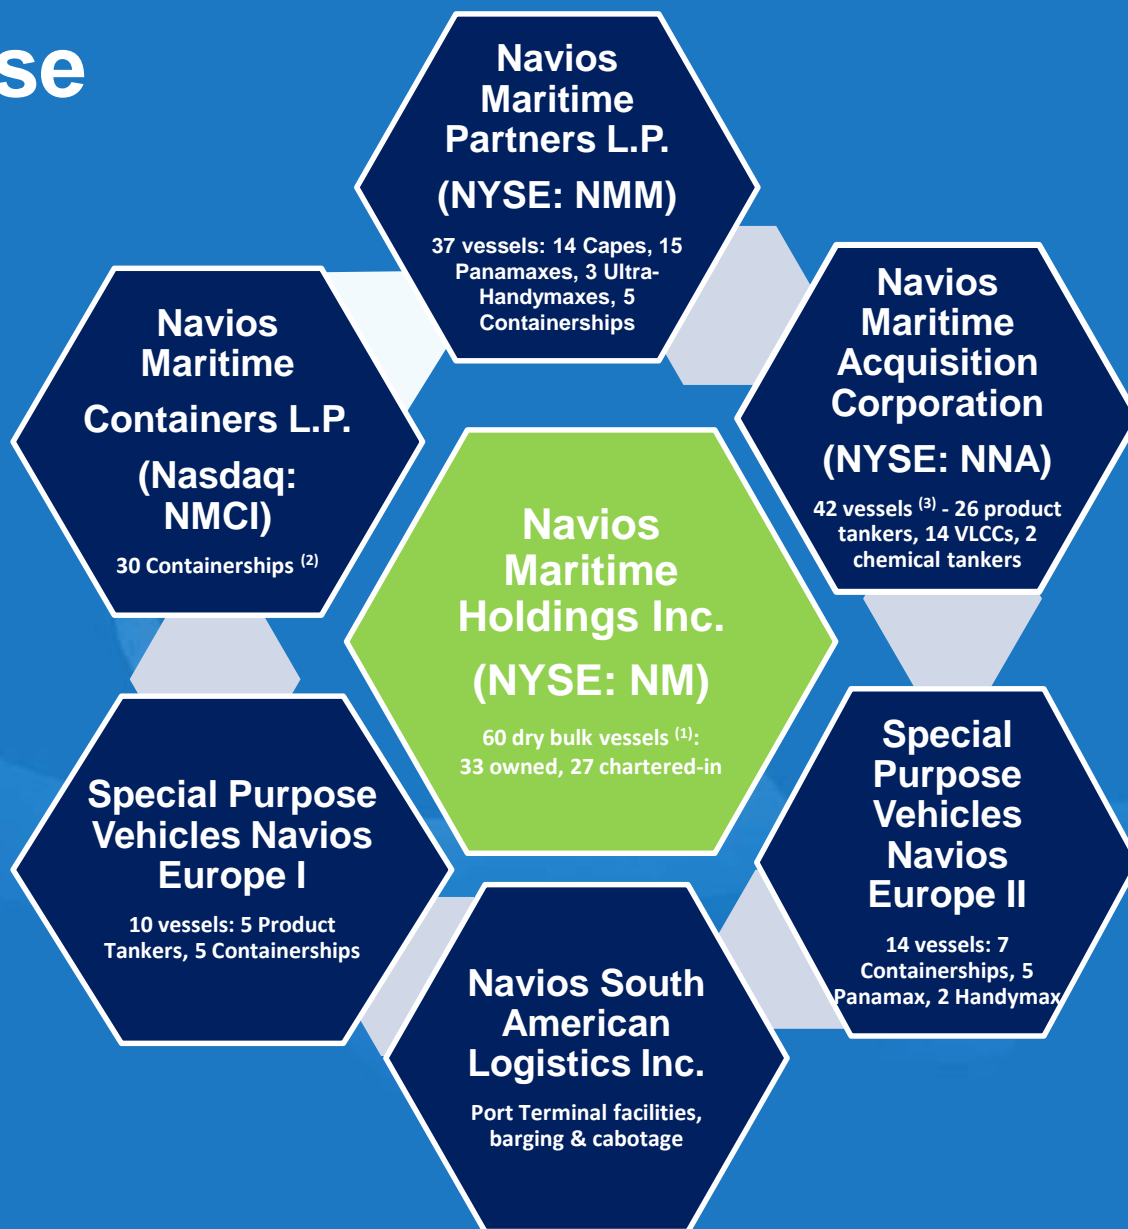 se
Navios
Maritime
Partners L.P.
(NYSE: NMM)
37 vessels: 14 Capes, 15
Panamaxes, 3 Ultra-
Handymaxes, 5
Containerships
Navios
Maritime
Containers L.P.
(Nasdaq:
NMCI)
30 Containerships (2)
Navios
Maritime
Acquisition
Corporation
(NYSE: NNA)
42 vessels (3) - 26 product
tankers, 14 VLCCs, 2
chemical tankers
Navios
Maritime
Holdings Inc.
(NYSE: NM)
60 dry bulk vessels (1):
33 owned, 27 chartered-in
Special Purpose
Vehicles Navios
Europe I
10 vessels: 5 Product
Tankers, 5 Containerships
Special
Purpose
Vehicles
Navios
Europe II
14 vessels: 7
Containerships, 5
Panamax, 2 Handymax
Navios South
American
Logistics Inc.
Port Terminal facilities,
barging & cabotage